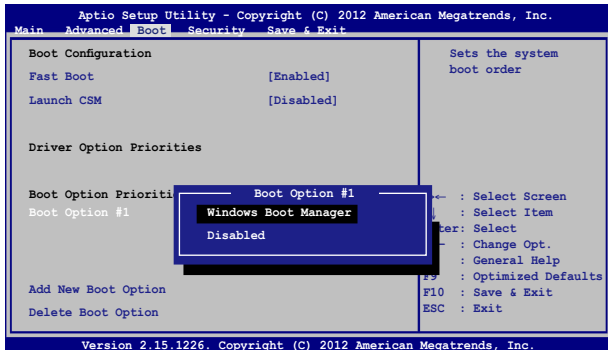 Aptio Setup Utility - Copyright (C) 2012 American Megatrends, Inc.
Main Advanced Boot Security Save & Exit
Boot Configuration
Fast Boot [Enabled]
Launch CSM [Disabled]
Driver Option Priorities
Boot Option
Boot Option #1
Add New Boot Option
Delete Boot Option
Boot Option #1
Windows Boot Manager
Disabled
Sets the system
boot order
: Select Screen
: Select Item
: Select
: Change Opt.
: General Help
F9 : Optimized Defaults
F10 : Save & Exit
ESC : Exit
Version 2.15.1226. Copyright (C) 2012 American Megatrends, Inc.